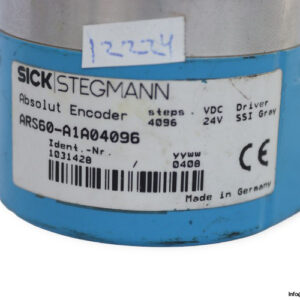 12224
SICK | STEGMANN
Absolut Encoder steps VDC Driver
ARS60-A1A04096 4096 24V SSI Gray
Ident.-Nr. yyww
1031428 / 0408
CE
Made in Germany